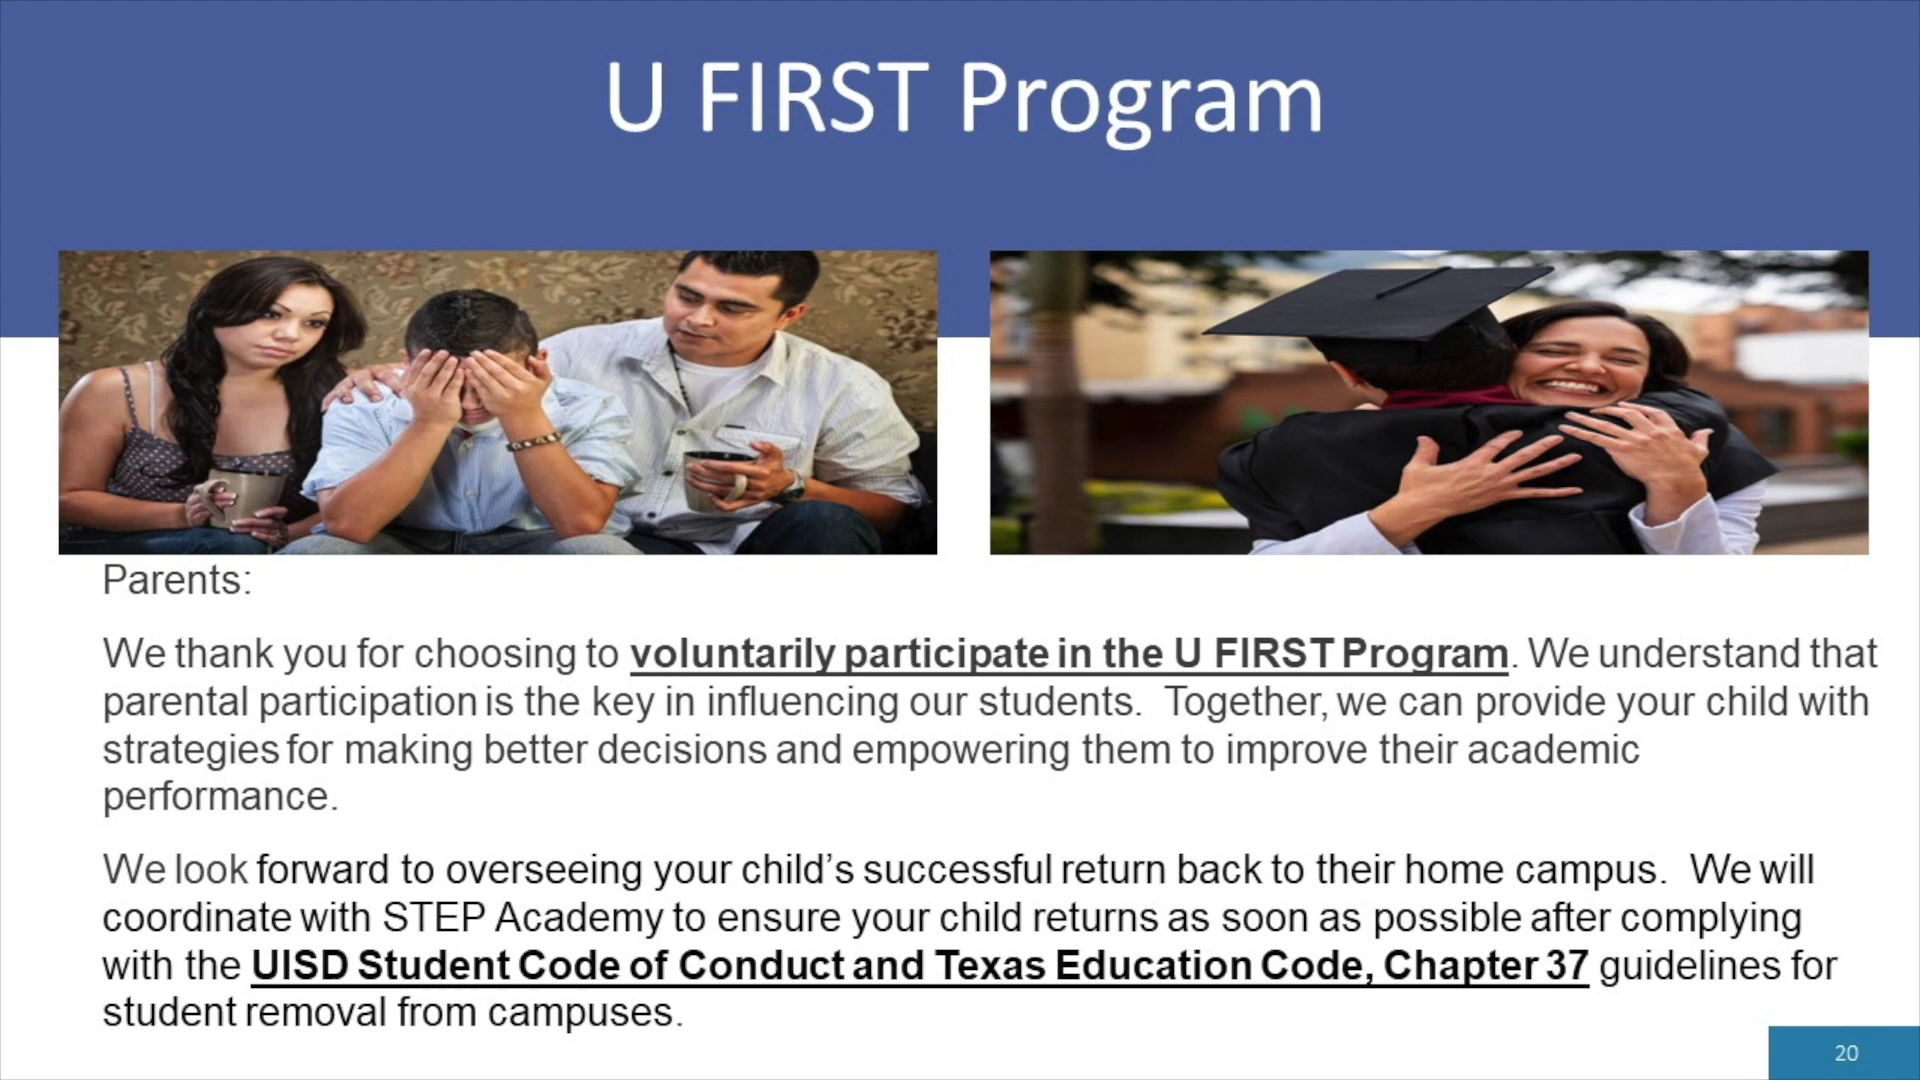 U FIRST Program
Parents:
We thank you for choosing to voluntarily participate in the U FIRST Program. We understand that
parental participation is the key in influencing our students.  Together, we can provide your child with
strategies for making better decisions and empowering them to improve their academic
performance.
We look forward to overseeing your child’s successful return back to their home campus.  We will
coordinate with STEP Academy to ensure your child returns as soon as possible after complying
with the UISD Student Code of Conduct and Texas Education Code, Chapter 37 guidelines for
student removal from campuses.
20